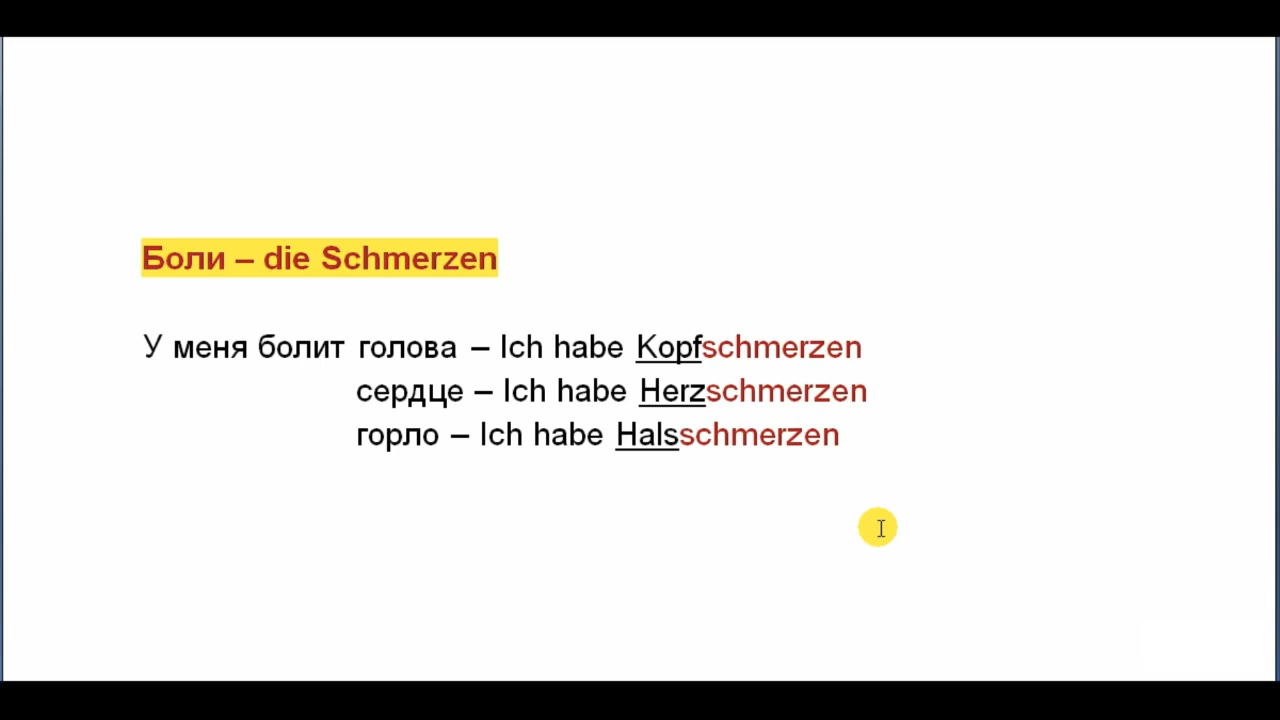 Боли – die Schmerzen
У меня болит голова – Ich habe Kopfschmerzen
сердце – Ich habe Herzschmerzen
горло – Ich habe Halsschmerzen